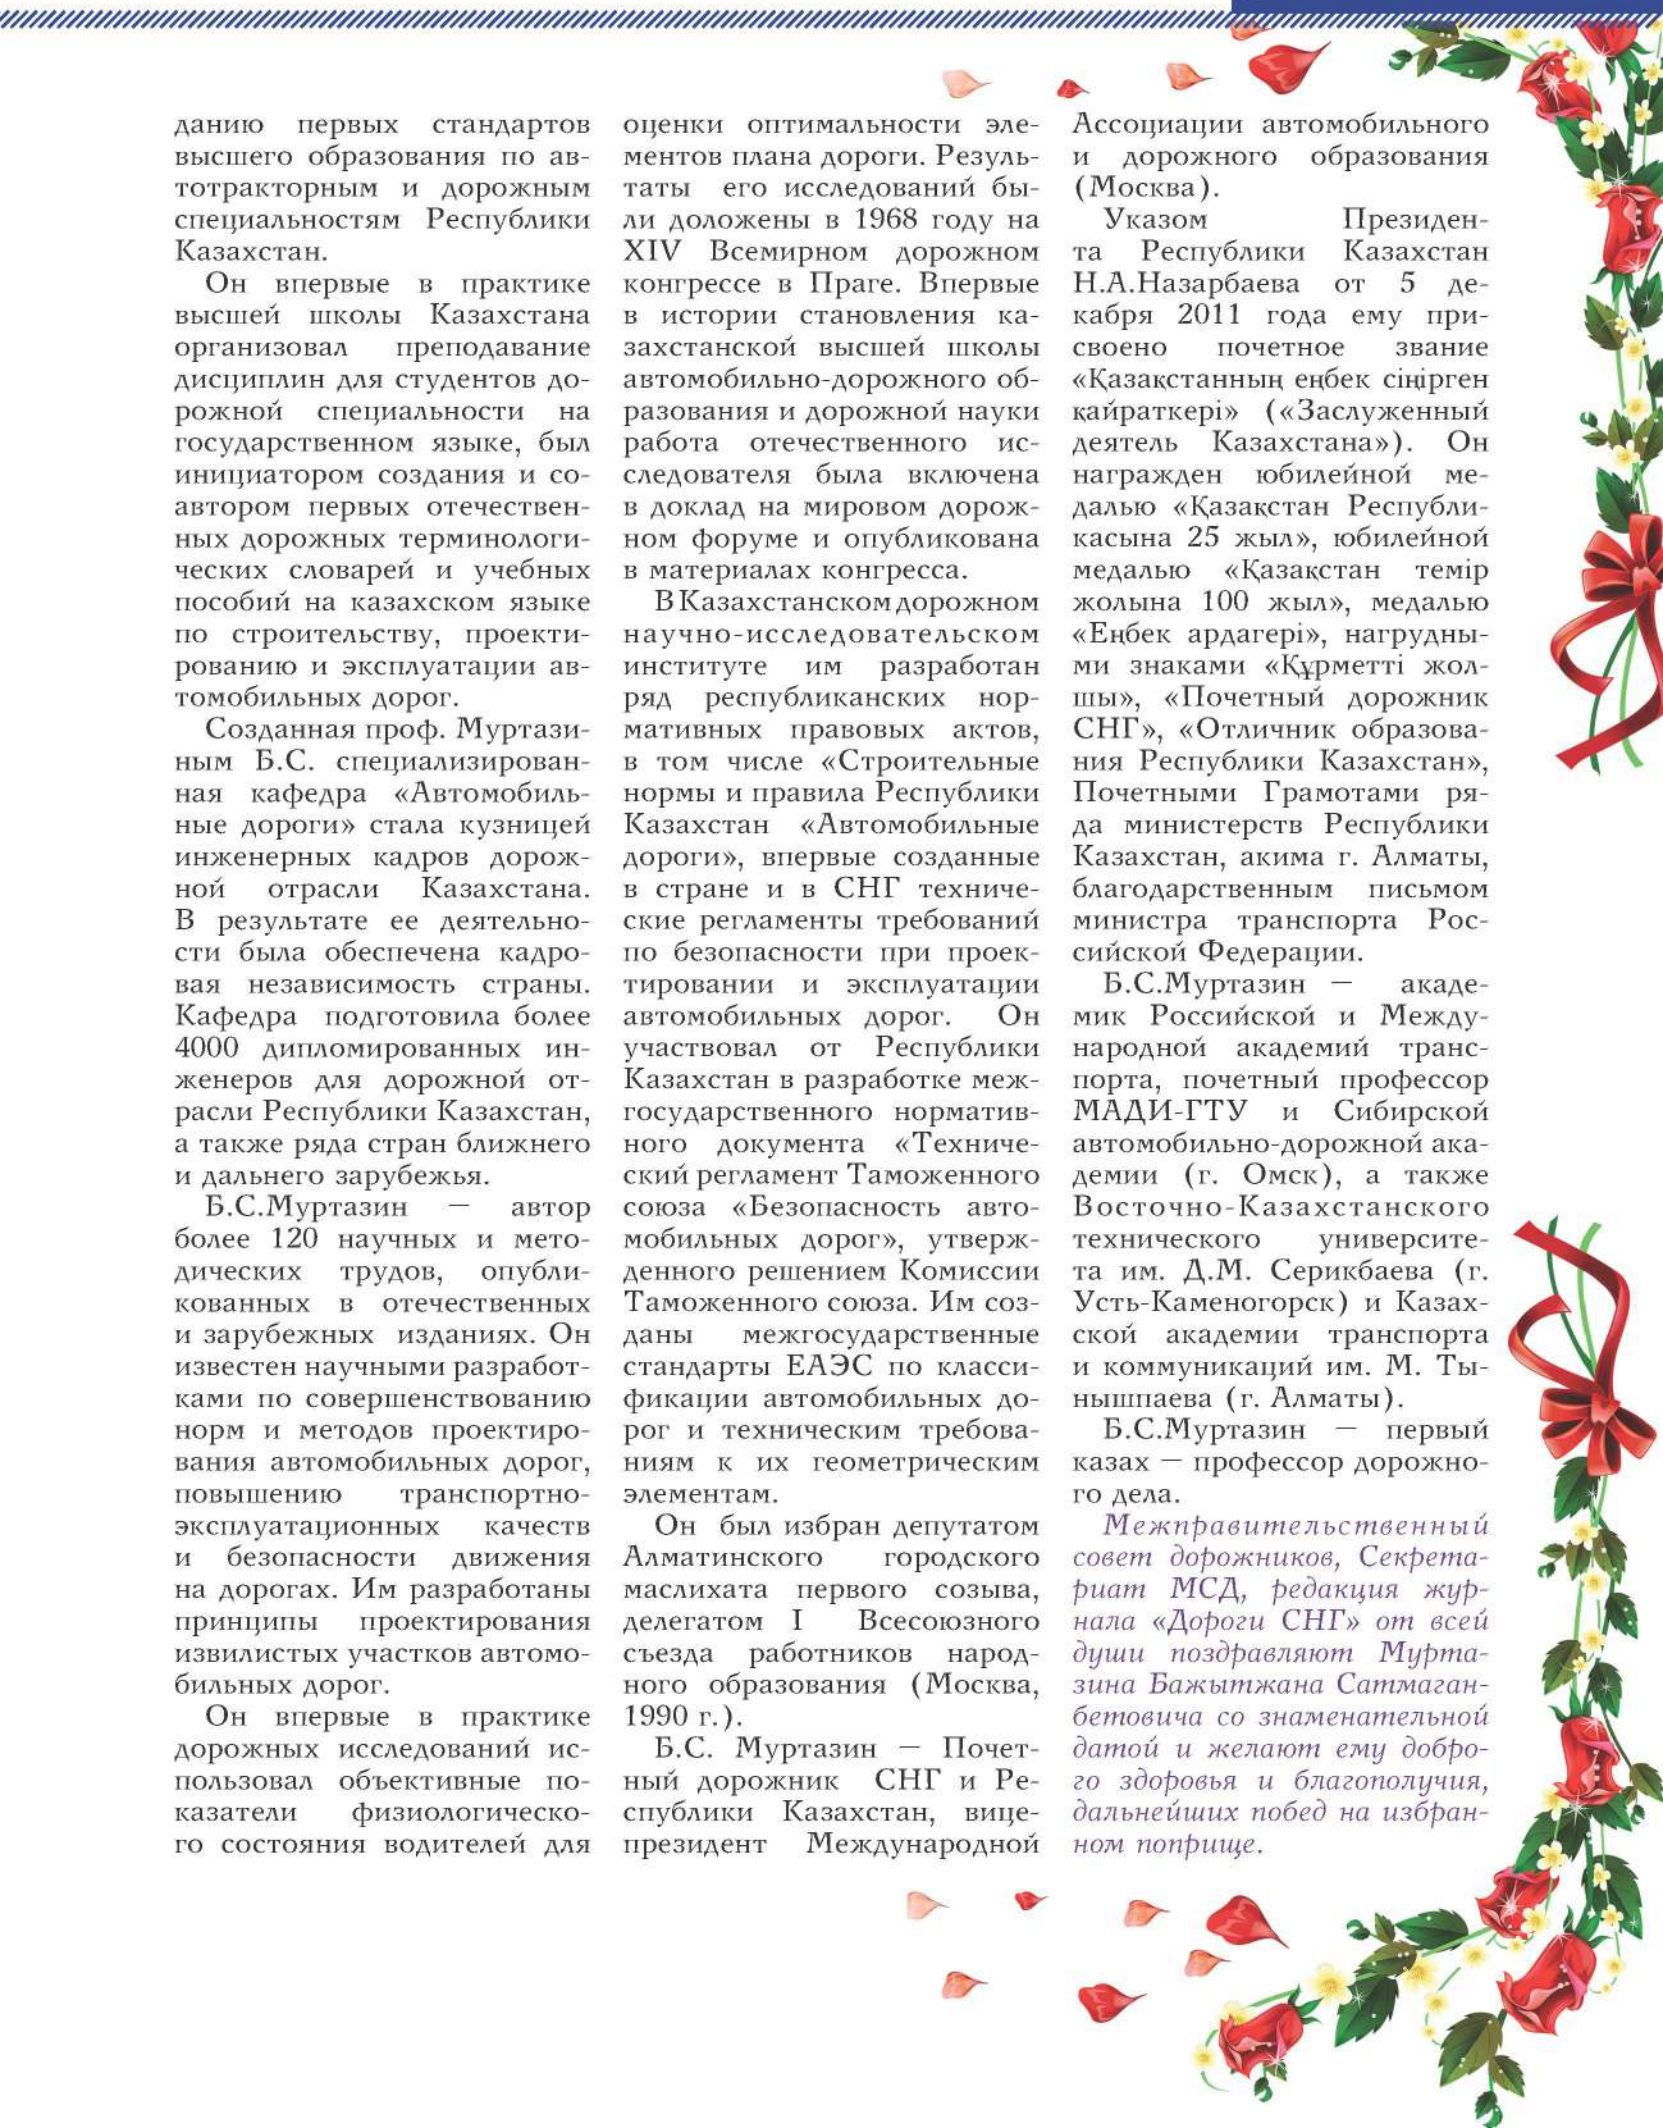 данию первых стандартов
высшего образования по ав-
тотракторным и дорожным
специальностям Республики
Казахстан.
Он впервые в практике
высшей школы Казахстана
организовал преподавание
дисциплин для студентов до-
рожной специальности на
государственном языке, был
инициатором создания и со-
автором первых отечествен-
ных дорожных терминологи-
ческих словарей и учебных
пособий на казахском языке
по строительству, проекти-
рованию и эксплуатации ав-
томобильных дорог.
Созданная проф. Муртази-
ным Б.С. специализирован-
ная кафедра «Автомобиль-
ные дороги» стала кузницей
инженерных кадров дорож-
ной отрасли Казахстана.
В результате ее деятельно-
сти была обеспечена кадро-
вая независимость страны.
Кафедра подготовила более
4000 дипломированных ин-
женеров для дорожной от-
расли Республики Казахстан,
а также ряда стран ближнего
и дальнего зарубежья.
Б.С.Муртазин — автор
более 120 научных и мето-
дических трудов, опубли-
кованных в отечественных
и зарубежных изданиях. Он
известен научными разработ-
ками по совершенствованию
норм и методов проектиро-
вания автомобильных дорог,
повышению транспортно-
эксплуатационных качеств
и безопасности движения
на дорогах. Им разработаны
принципы проектирования
извилистых участков автомо-
бильных дорог.
Он впервые в практике
дорожных исследований ис-
пользовал объективные по-
казатели физиологическо-
го состояния водителей для
оценки оптимальности эле-
ментов плана дороги. Резуль-
таты его исследований бы-
ли доложены в 1968 году на
XIV Всемирном дорожном
конгрессе в Праге. Впервые
в истории становления ка-
захстанской высшей школы
автомобильно-дорожного об-
разования и дорожной науки
работа отечественного ис-
следователя была включена
в доклад на мировом дорож-
ном форуме и опубликована
в материалах конгресса.
В Казахстанском дорожном
научно-исследовательском
институте им разработан
ряд республиканских нор-
мативных правовых актов,
в том числе «Строительные
нормы и правила Республики
Казахстан «Автомобильные
дороги», впервые созданные
в стране и в СНГ техниче-
ские регламенты требований
по безопасности при проек-
тировании и эксплуатации
автомобильных дорог. Он
участвовал от Республики
Казахстан в разработке меж-
государственного норматив-
ного документа «Техниче-
ский регламент Таможенного
союза «Безопасность авто-
мобильных дорог», утверж-
денного решением Комиссии
Таможенного союза. Им соз-
даны межгосударственные
стандарты ЕАЭС по класси-
фикации автомобильных до-
рог и техническим требова-
ниям к их геометрическим
элементам.
Он был избран депутатом
Алматинского городского
маслихата первого созыва,
делегатом I Всесоюзного
съезда работников народ-
ного образования (Москва,
1990 г.).
Б.С. Муртазин — Почет-
ный дорожник СНГ и Ре-
спублики Казахстан, вице-
президент Международной
Ассоциации автомобильного
и дорожного образования
(Москва).
Указом Президен-
та Республики Казахстан
Н.А.Назарбаева от 5 де-
кабря 2011 года ему при-
своено почетное звание
«Қазақстанның еңбек сіңірген
қайраткері» («Заслуженный
деятель Казахстана»). Он
награжден юбилейной ме-
далью «Қазақстан Республи-
касына 25 жыл», юбилейной
медалью «Қазақстан темір
жолына 100 жыл», медалью
«Еңбек ардагері», нагрудны-
ми знаками «Құрметті жол-
шы», «Почетный дорожник
СНГ», «Отличник образова-
ния Республики Казахстан»,
Почетными Грамотами ря-
да министерств Республики
Казахстан, акима г. Алматы,
благодарственным письмом
министра транспорта Рос-
сийской Федерации.
Б.С.Муртазин — акаде-
мик Российской и Между-
народной академий транс-
порта, почетный профессор
МАДИ-ГТУ и Сибирской
автомобильно-дорожной ака-
демии (г. Омск), а также
Восточно-Казахстанского
технического университе-
та им. Д.М. Серикбаева (г.
Усть-Каменогорск) и Казах-
ской академии транспорта
и коммуникаций им. М. Ты-
нышпаева (г. Алматы).
Б.С.Муртазин — первый
казах — профессор дорожно-
го дела.
Межправительственный
совет дорожников, Секрета-
риат МСД, редакция жур-
нала «Дороги СНГ» от всей
души поздравляют Мурта-
зина Бажытжана Сатмаган-
бетовича со знаменательной
датой и желают ему добро-
го здоровья и благополучия,
дальнейших побед на избран-
ном поприще.